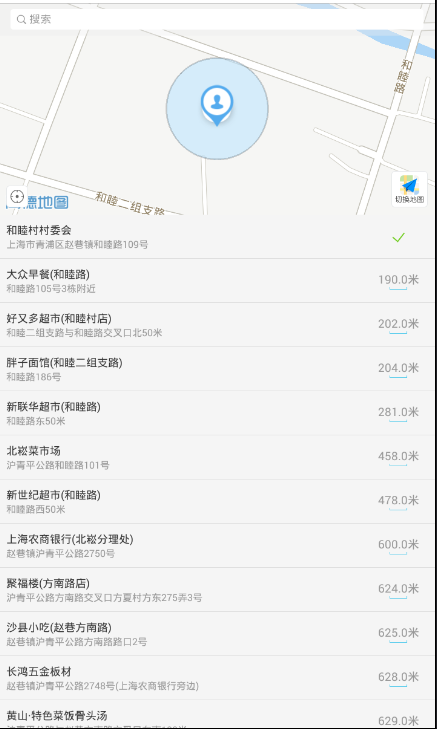 搜索
和睦路
切换地图
德地图
和睦二组支路
和睦村村委会
上海市青浦区赵巷镇和睦路109号
大众早餐(和睦路)
190.0米
和睦路105号3栋附近
好又多超市(和睦村店)
202.0米
和睦二组支路与和睦路交叉口北50米
胖子面馆(和睦二组支路)
204.0米
和睦路186号
新联华超市(和睦路)
281.0米
和睦路东50米
北崧菜市场
458.0米
沪青平公路和睦路101号
新世纪超市(和睦路)
478.0米
和睦路西50米
上海农商银行(北崧分理处)
600.0米
赵巷镇沪青平公路2750号
聚福楼(方南路店)
624.0米
沪青平公路方南路交叉口方夏村方东275弄3号
沙县小吃(赵巷方南路)
625.0米
赵巷镇沪青平公路方南路路口2号
长鸿五金板材
628.0米
赵巷镇沪青平公路2748号(上海农商银行旁边)
黄山·特色菜饭骨头汤
629.0米